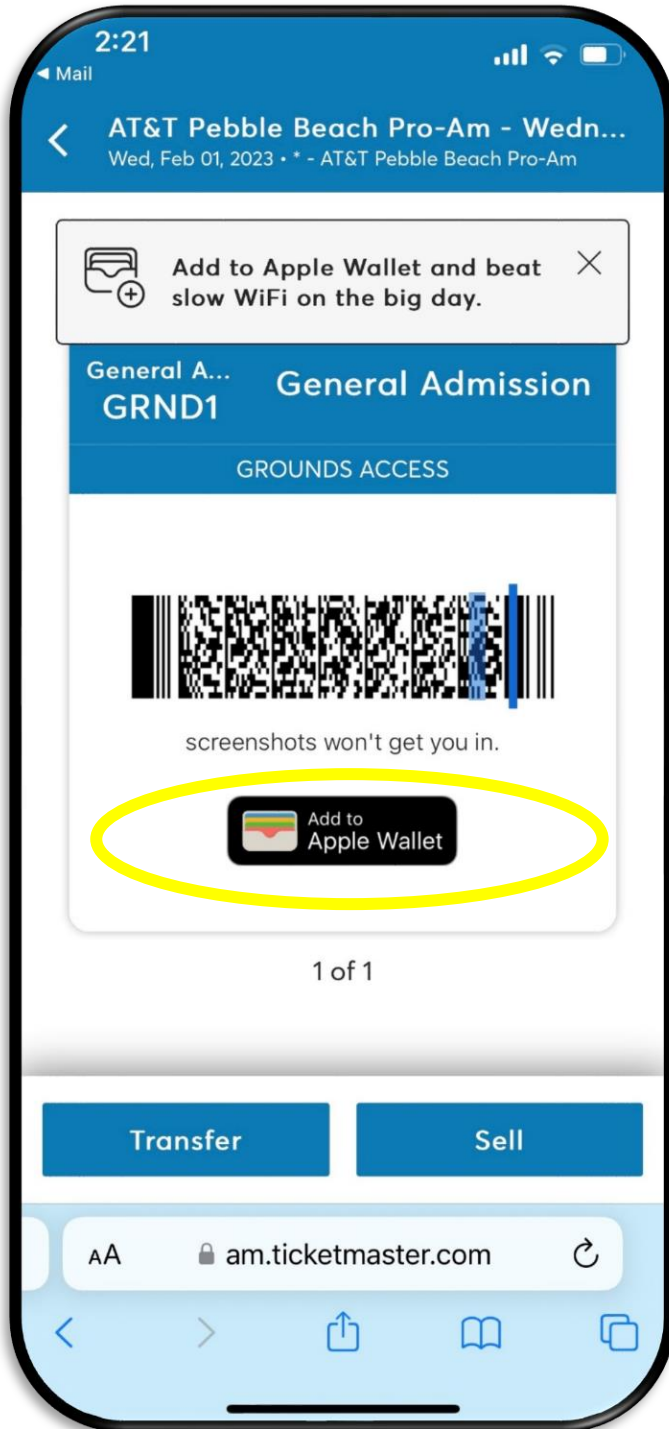 2:21
Mail
AT&T Pebble Beach Pro-Am - Wedn...
Wed, Feb 01, 2023 • * - AT&T Pebble Beach Pro-Am
Add to Apple Wallet and beat
slow WiFi on the big day.
General A...
GRND1
General Admission
GROUNDS ACCESS
screenshots won't get you in.
Add to
Apple Wallet
1 of 1
Transfer
Sell
AA
am.ticketmaster.com